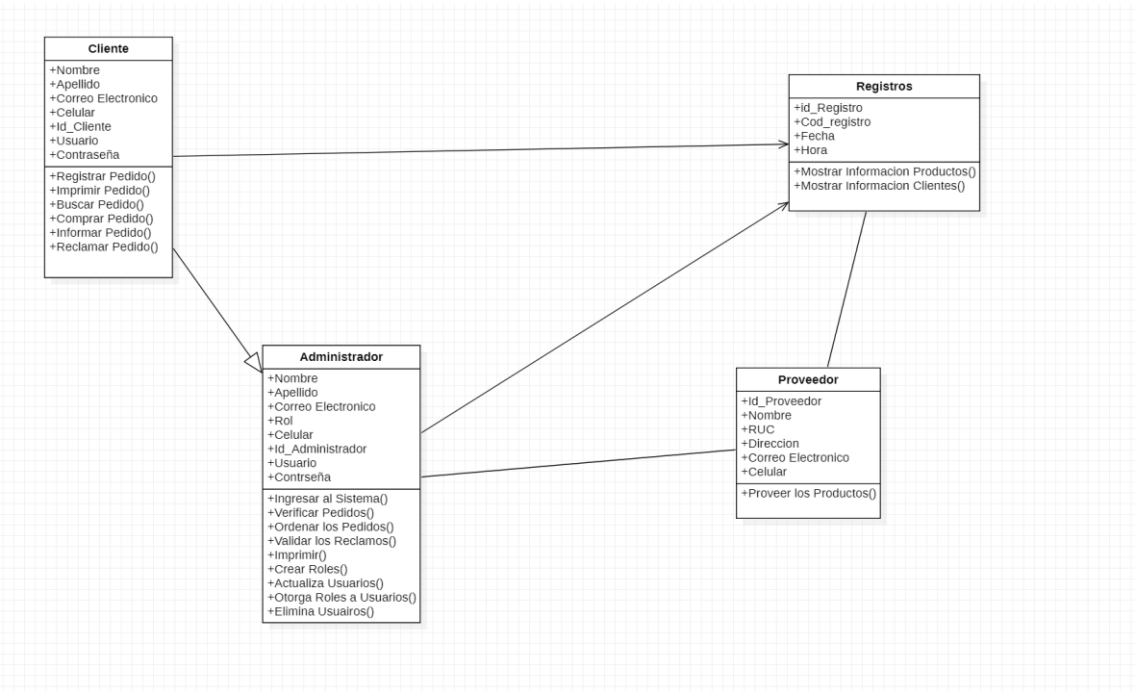 Cliente
+Nombre
+Apellido
+Correo Electronico
+Celular
+Id_Cliente
+Usuario
+Contraseña
+Registrar Pedido()
+Imprimir Pedido()
+Buscar Pedido()
+Comprar Pedido()
+Informar Pedido()
+Reclamar Pedido()
Registros
+id_Registro
+Cod_registro
+Fecha
+Hora
+Mostrar Informacion Productos()
+Mostrar Informacion Clientes()
Administrador
+Nombre
+Apellido
+Correo Electronico
+Rol
+Celular
+Id_Administrador
+Usuario
+Contrseña
+Ingresar al Sistema()
+Verificar Pedidos()
+Ordenar los Pedidos()
+Validar los Reclamos()
+Imprimir()
+Crear Roles()
+Actualiza Usuarios()
+Otorga Roles a Usuarios()
+Elimina Usuairos()
Proveedor
+Id_Proveedor
+Nombre
+RUC
+Direccion
+Correo Electronico
+Celular
+Proveer los Productos()